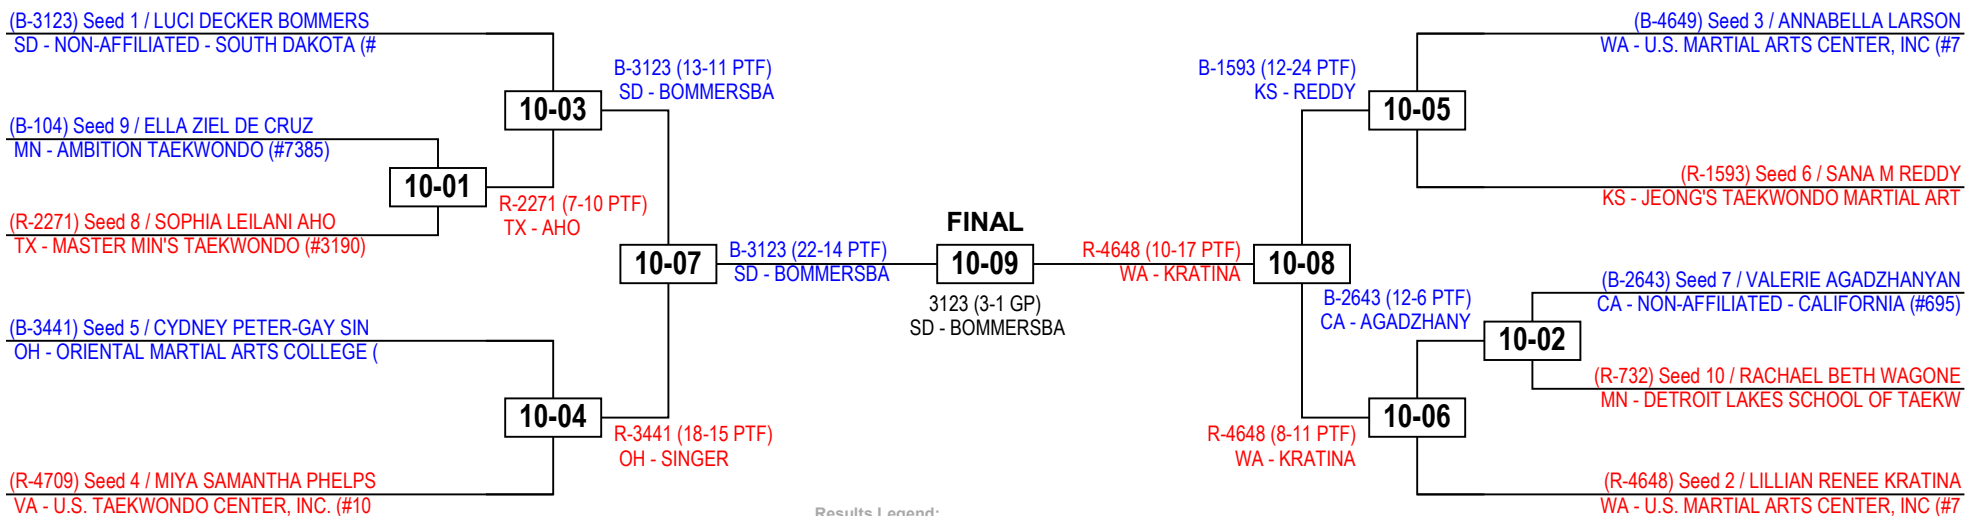 (B-3123) Seed 1 / LUCI DECKER BOMMERS
SD - NON-AFFILIATED - SOUTH DAKOTA (#
B-3123 (13-11 PTF)
SD - BOMMERSBA
10-03
(B-104) Seed 9 / ELLA ZIEL DE CRUZ
MN - AMBITION TAEKWONDO (#7385)
10-01
R-2271 (7-10 PTF)
TX - AHO
(R-2271) Seed 8 / SOPHIA LEILANI AHO
TX - MASTER MIN'S TAEKWONDO (#3190)
10-07
B-3123 (22-14 PTF)
SD - BOMMERSBA
(B-3441) Seed 5 / CYDNEY PETER-GAY SIN
OH - ORIENTAL MARTIAL ARTS COLLEGE (
10-04
R-3441 (18-15 PTF)
OH - SINGER
(R-4709) Seed 4 / MIYA SAMANTHA PHELPS
VA - U.S. TAEKWONDO CENTER, INC. (#10
FINAL
10-09
3123 (3-1 GP)
SD - BOMMERSBA
(B-4649) Seed 3 / ANNABELLA LARSON
WA - U.S. MARTIAL ARTS CENTER, INC (#7
B-1593 (12-24 PTF)
KS - REDDY
10-05
(R-1593) Seed 6 / SANA M REDDY
KS - JEONG'S TAEKWONDO MARTIAL ART
R-4648 (10-17 PTF)
WA - KRATINA
10-08
(B-2643) Seed 7 / VALERIE AGADZHANYAN
CA - NON-AFFILIATED - CALIFORNIA (#695)
B-2643 (12-6 PTF)
CA - AGADZHANY
10-02
(R-732) Seed 10 / RACHAEL BETH WAGONE
MN - DETROIT LAKES SCHOOL OF TAEKW
10-06
R-4648 (8-11 PTF)
WA - KRATINA
(R-4648) Seed 2 / LILLIAN RENEE KRATINA
WA - U.S. MARTIAL ARTS CENTER, INC (#7
Results Legend: